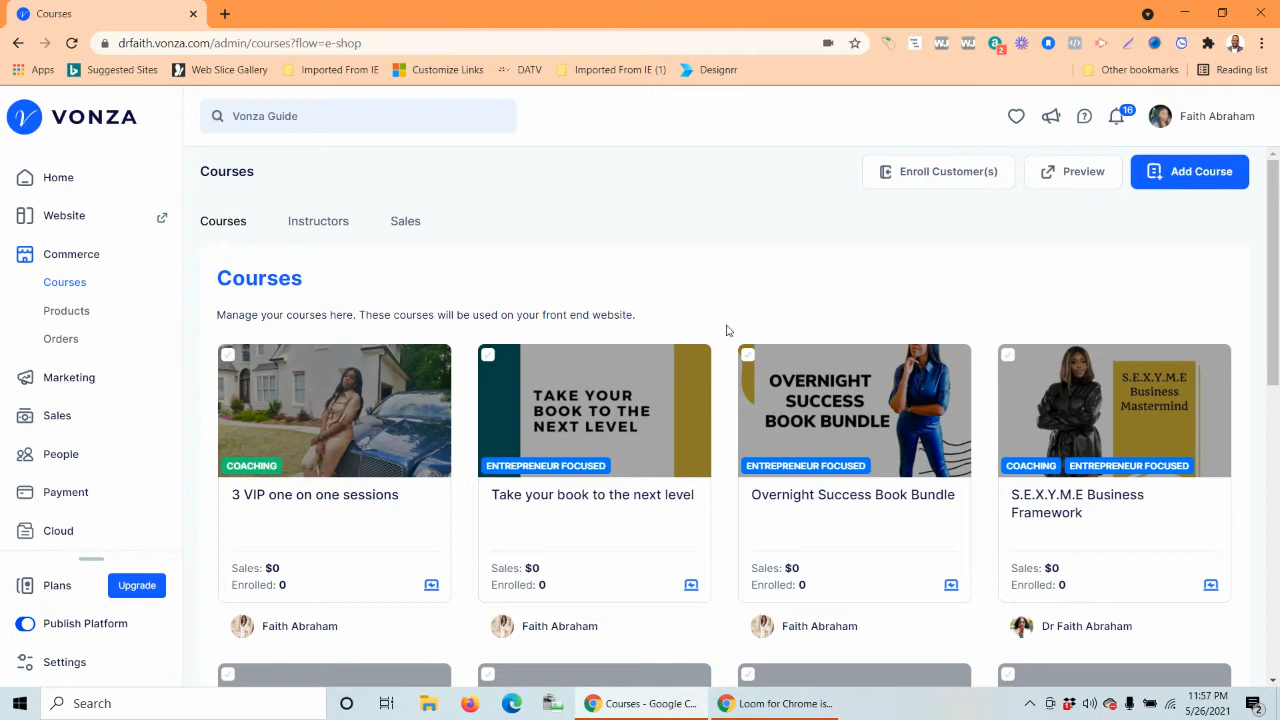 Courses
drfaith.vonza.com/admin/courses?flow=e-shop
2
Apps
Suggested Sites
Web Slice Gallery
Imported From IE
Customize Links
DATV
Imported From IE (1)
Designrr
Other bookmarks
Reading list
VONZA
Vonza Guide
16
Faith Abraham
Home
Website
Commerce
Courses
Products
Orders
Marketing
Sales
People
Payment
Cloud
Plans
Upgrade
Publish Platform
Settings
Courses
Enroll Customer(s)
Preview
Add Course
Courses
Instructors
Sales
Courses
Manage your courses here. These courses will be used on your front end website.
COACHING
3 VIP one on one sessions
Sales: $0
Enrolled: 0
Faith Abraham
TAKE YOUR
BOOK TO THE
NEXT LEVEL
ENTREPRENEUR FOCUSED
Take your book to the next level
Sales: $0
Enrolled: 0
Faith Abraham
OVERNIGHT
SUCCESS
BOOK BUNDLE
ENTREPRENEUR FOCUSED
Overnight Success Book Bundle
Sales: $0
Enrolled: 0
Faith Abraham
S.E.X.Y.M.E
Business
Mastermind
COACHING
ENTREPRENEUR FOCUSED
S.E.X.Y.M.E Business
Framework
Sales: $0
Enrolled: 0
Dr Faith Abraham
Search
Courses - Google C...
Loom for Chrome is...
11:57 PM
5/26/2021
2